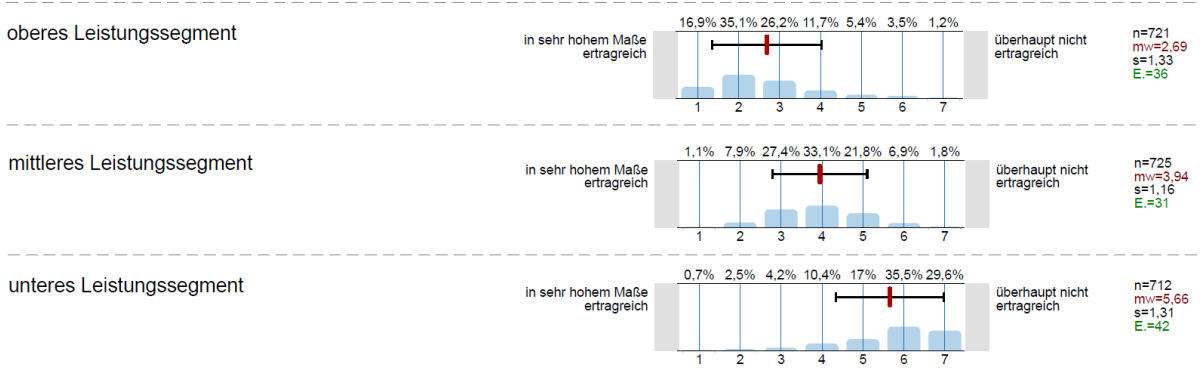 oberes Leistungssegment
in sehr hohem Maße
ertragreich
16,9% 35,1% 26,2% 11,7% 5,4% 3,5% 1,2%
1 2 3 4 5 6 7
überhaupt nicht
ertragreich
n=721
mw=2,69
s=1,33
E.=36
mittleres Leistungssegment
in sehr hohem Maße
ertragreich
1,1% 7,9% 27,4% 33,1% 21,8% 6,9% 1,8%
1 2 3 4 5 6 7
überhaupt nicht
ertragreich
n=725
mw=3,94
s=1,16
E.=31
unteres Leistungssegment
in sehr hohem Maße
ertragreich
0,7% 2,5% 4,2% 10,4% 17% 35,5% 29,6%
1 2 3 4 5 6 7
überhaupt nicht
ertragreich
n=712
mw=5,66
s=1,31
E.=42